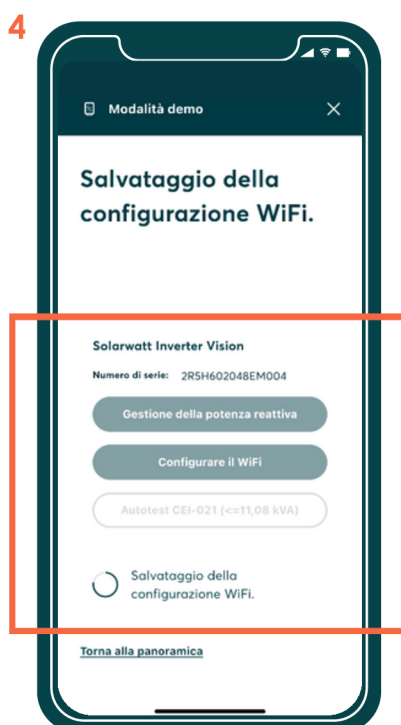 4
Modalità demo
Salvataggio della
configurazione WiFi.
Solarwatt Inverter Vision
Numero di serie: 2R5H602048EM004
Gestione della potenza reattiva
Configurare il WiFi
Autotest CEI-021 (<=11,08 kVA)
Salvataggio della
configurazione WiFi.
Torna alla panoramica